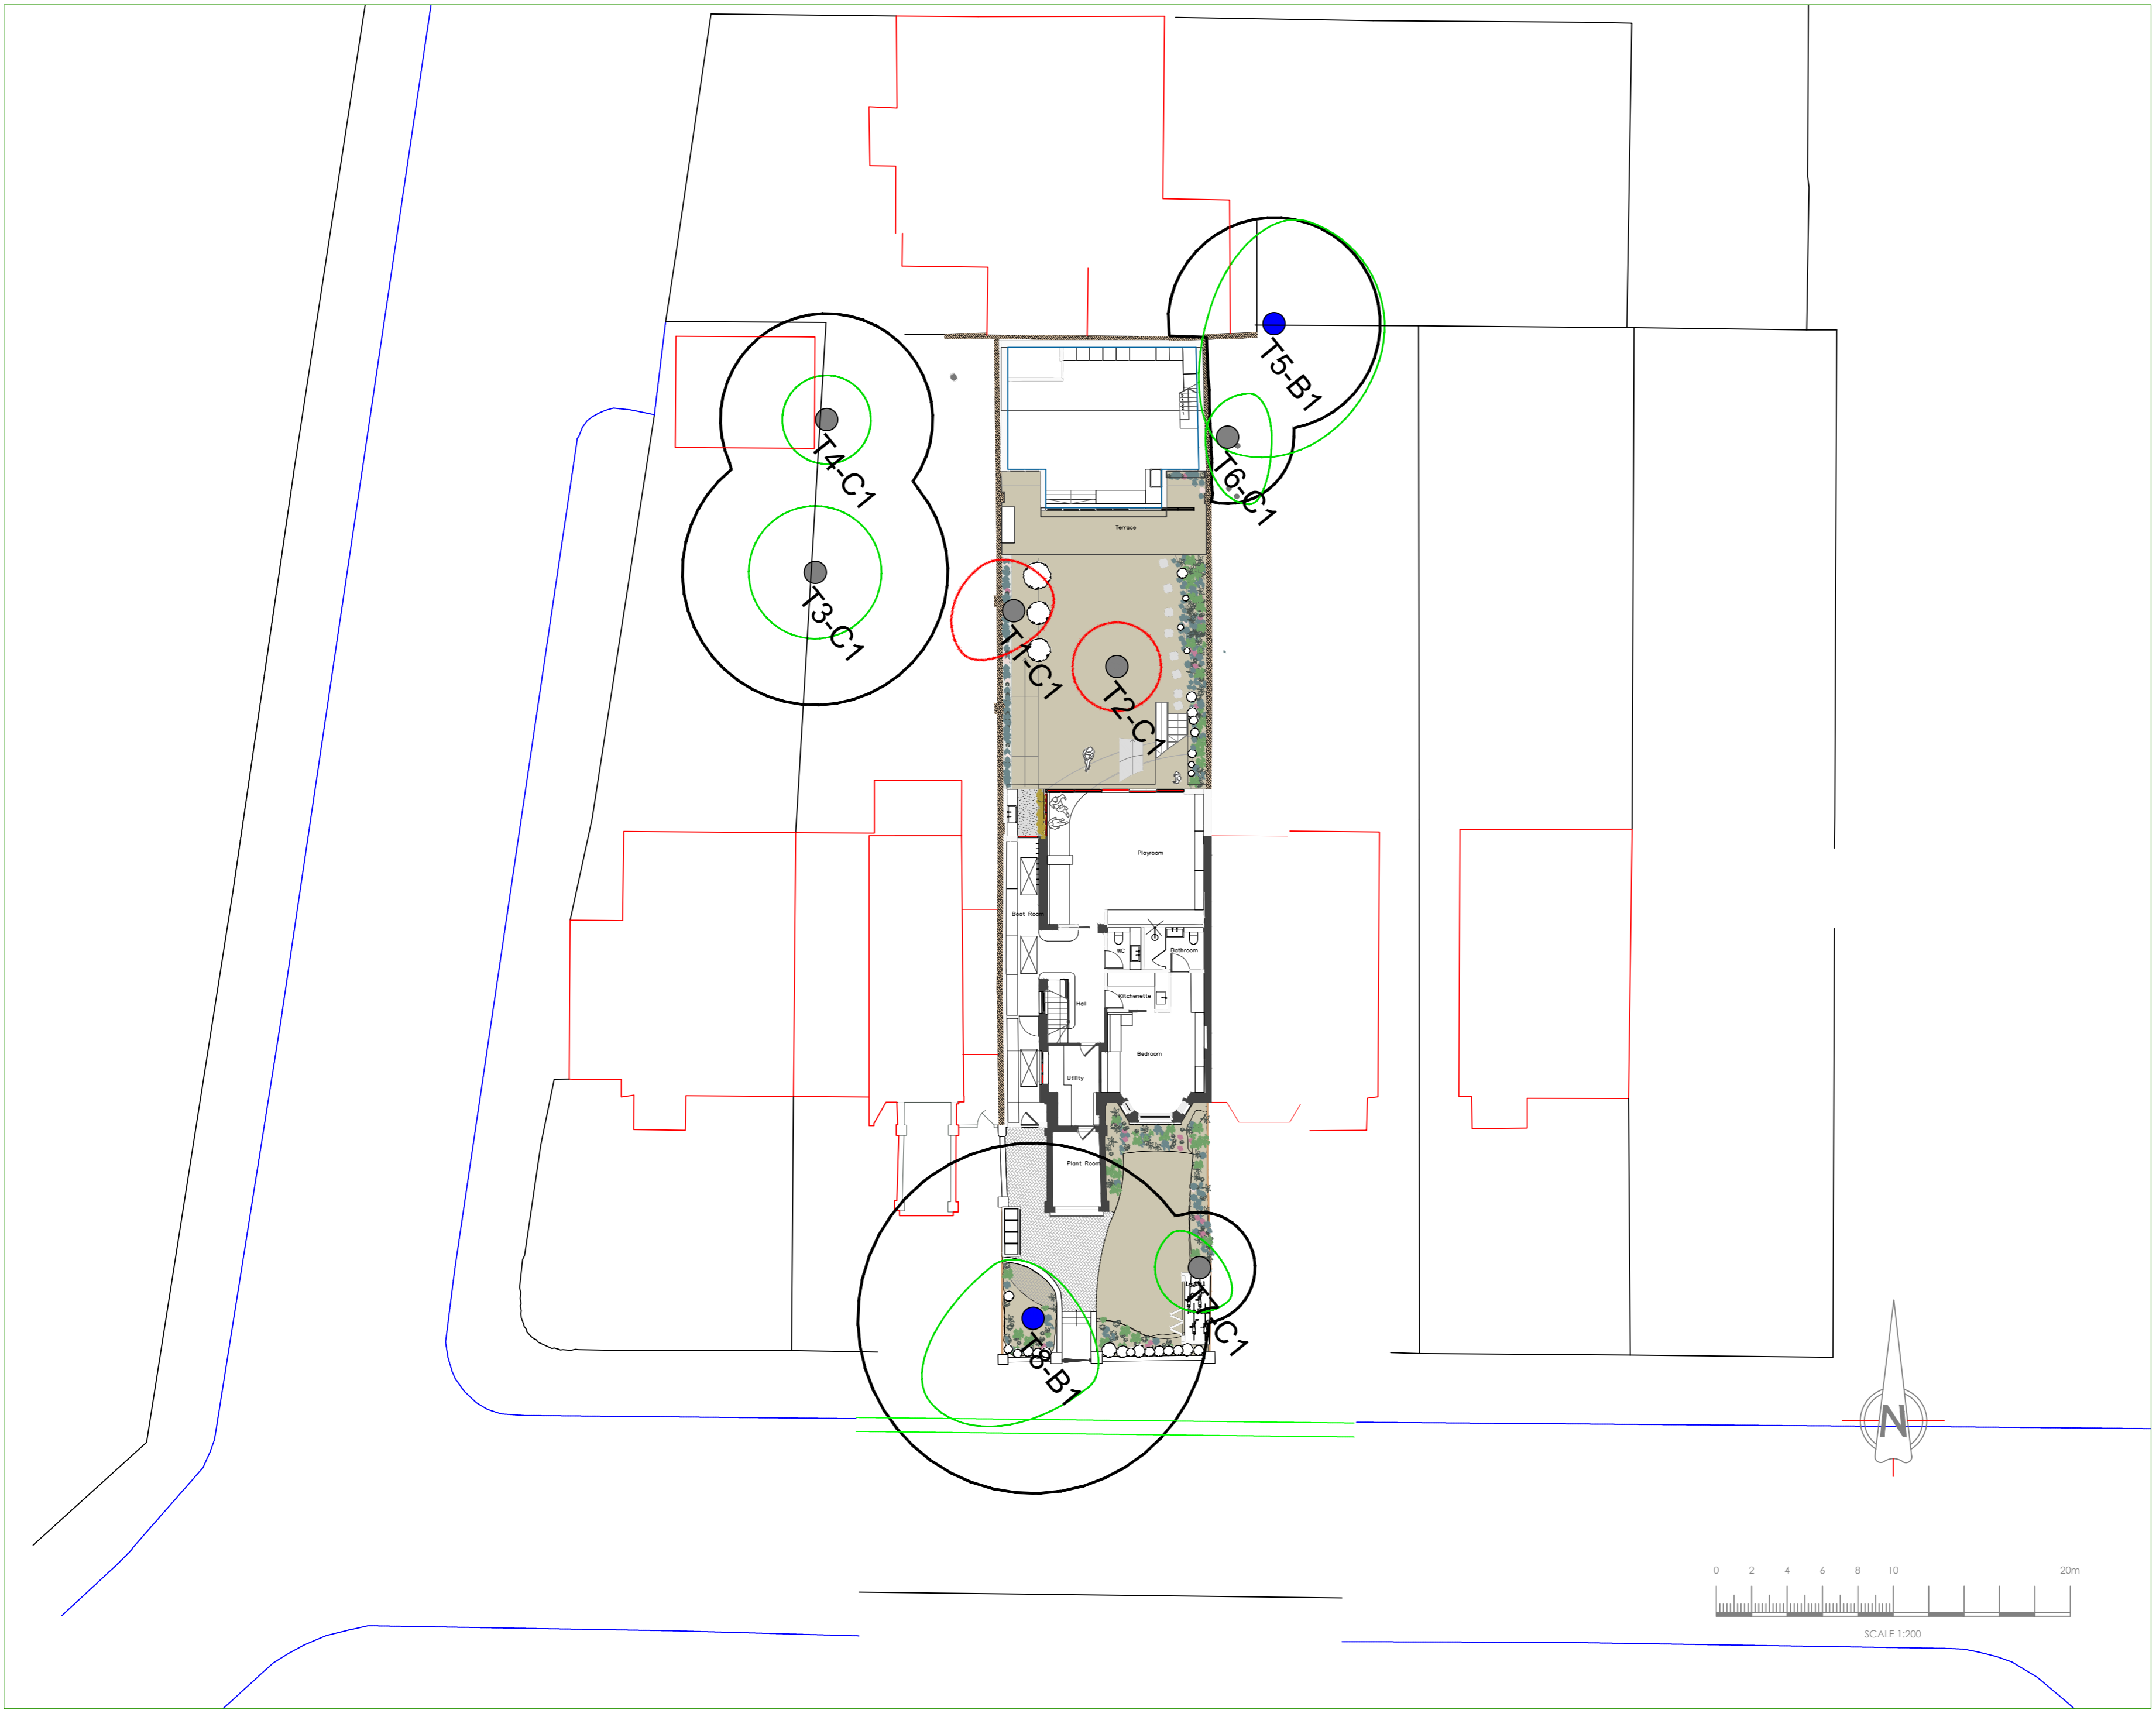 T5-B1
T4-C1
T6-C1
Terrace
T3-C1
T1-C1
T2-C1
Playroom
Boot Room
WC
Bathroom
Kitchenette
Hall
Bedroom
Utility
Plant Room
T7-C1
T8-B1
N
0 2 4 6 8 10 20m
SCALE 1:200